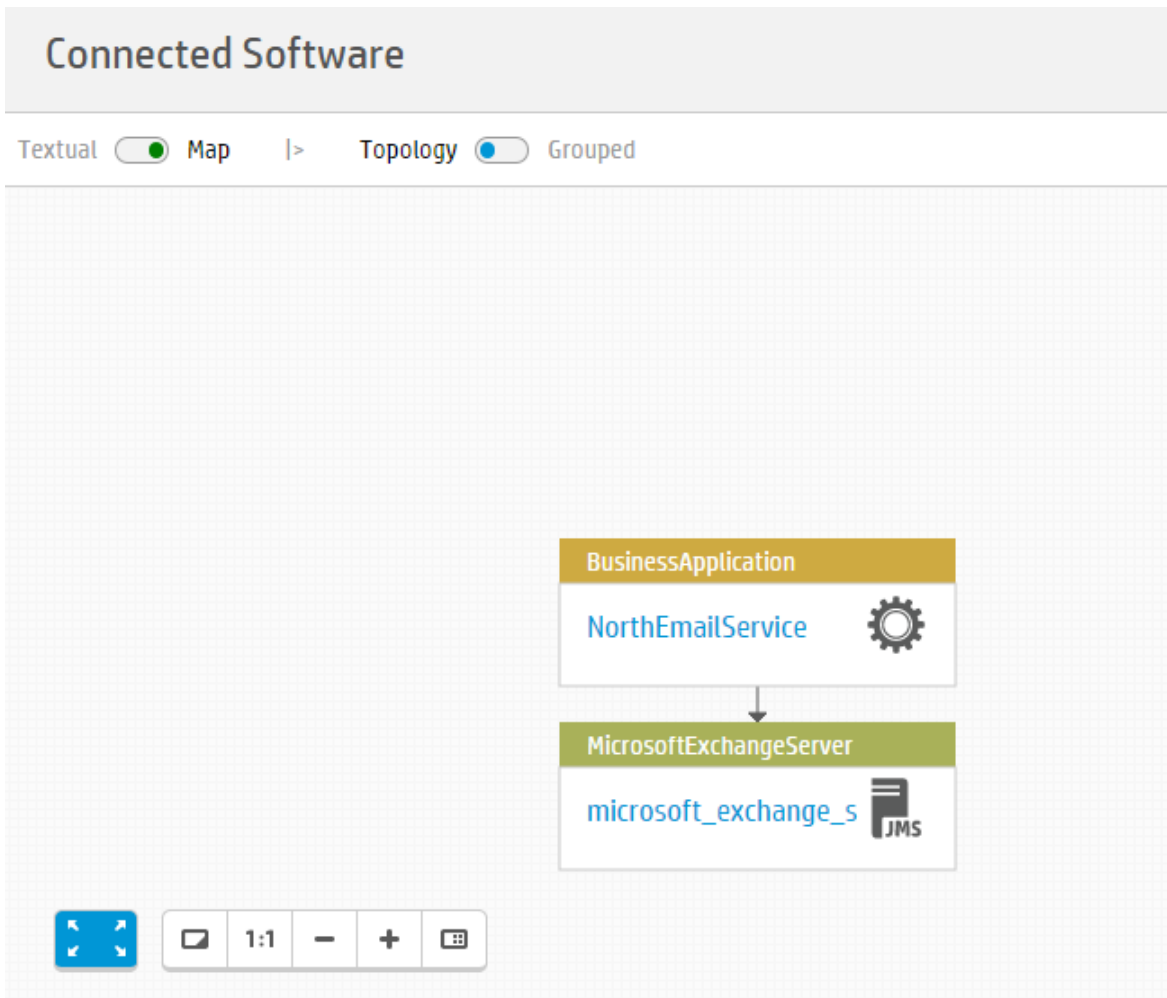 Connected Software
Textual Map |> Topology Grouped
BusinessApplication
NorthEmailService
MicrosoftExchangeServer
microsoft_exchange_s
JMS
1:1 − +